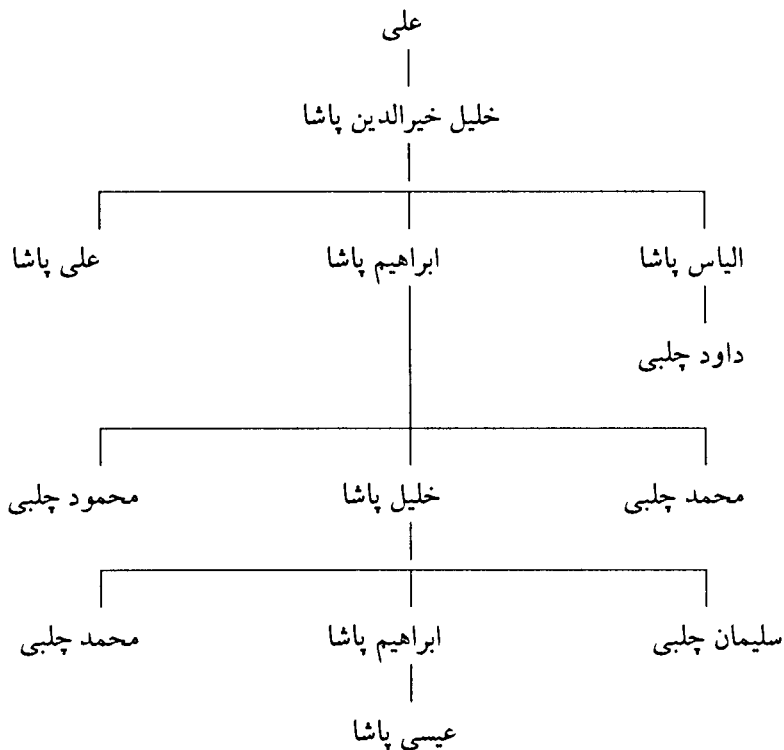 علی
خلیل خیرالدین پاشا
الیاس پاشا ابراهیم پاشا علی پاشا
داود چلبی
محمد چلبی خلیل پاشا محمود چلبی
سلیمان چلبی ابراهیم پاشا محمد چلبی
عیسی پاشا